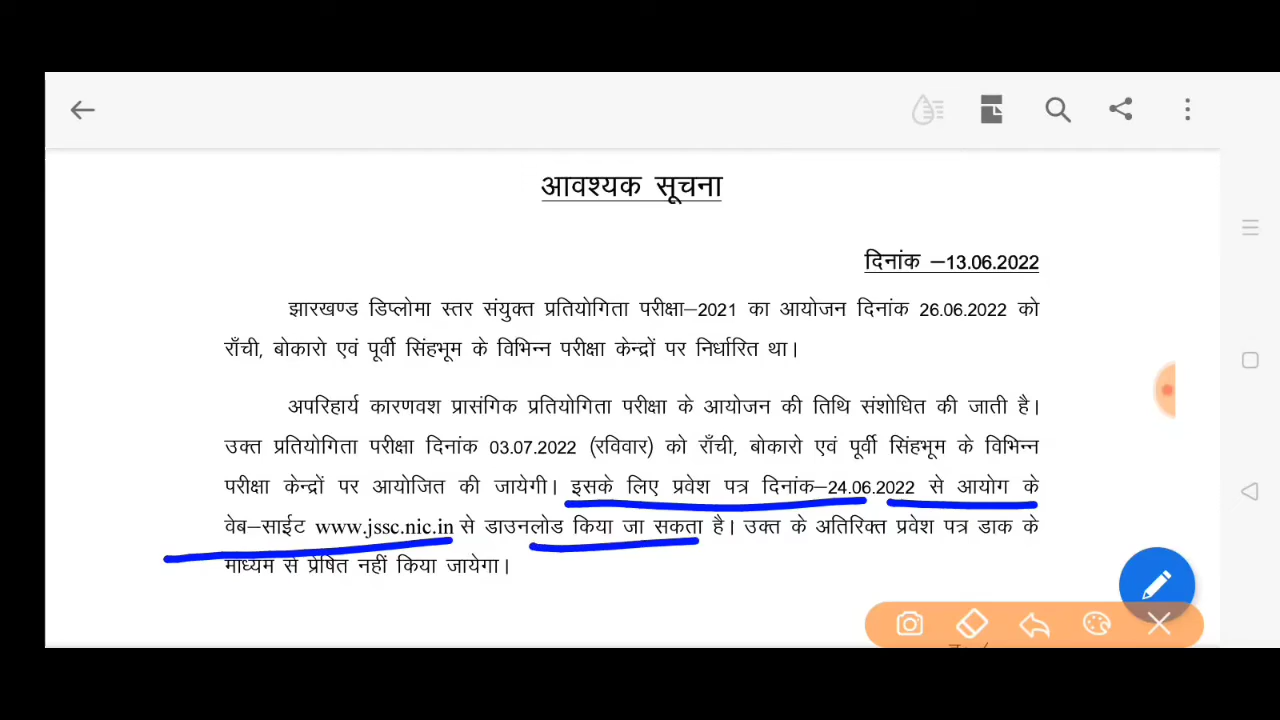 आवश्यक सूचना
दिनांक –13.06.2022
झारखण्ड डिप्लोमा स्तर संयुक्त प्रतियोगिता परीक्षा–2021 का आयोजन दिनांक 26.06.2022 को
राँची, बोकारो एवं पूर्वी सिंहभूम के विभिन्न परीक्षा केन्द्रों पर निर्धारित था।
अपरिहार्य कारणवश प्रासंगिक प्रतियोगिता परीक्षा के आयोजन की तिथि संशोधित की जाती है।
उक्त प्रतियोगिता परीक्षा दिनांक 03.07.2022 (रविवार) को राँची, बोकारो एवं पूर्वी सिंहभूम के विभिन्न
परीक्षा केन्द्रों पर आयोजित की जायेगी। इसके लिए प्रवेश पत्र दिनांक–24.06.2022 से आयोग के
वेब–साईट www.jssc.nic.in से डाउनलोड किया जा सकता है। उक्त के अतिरिक्त प्रवेश पत्र डाक के
माध्यम से प्रेषित नहीं किया जायेगा।